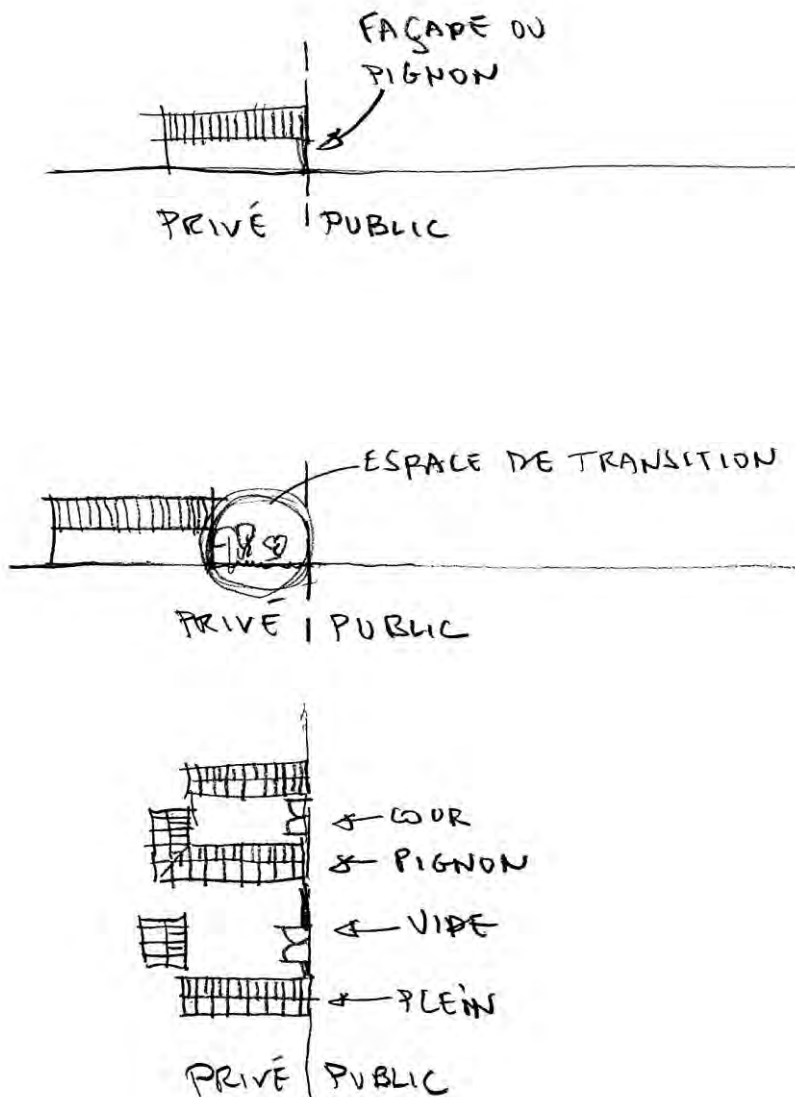 FAÇADE OU
PIGNON
PRIVÉ PUBLIC
ESPACE DE TRANSITION
PRIVÉ PUBLIC
COUR
PIGNON
VIDE
PLEIN
PRIVÉ PUBLIC